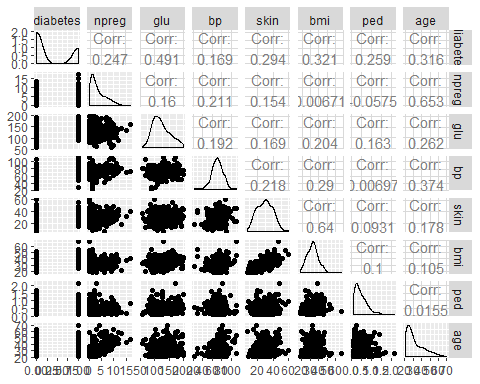 diabetes npreg glu bp skin bmi ped age
2.0 Corr: Corr: Corr: Corr: Corr: Corr: Corr:
1.5
1.0
0.5
0.0 0.247 0.491 0.169 0.294 0.321 0.259 0.316
15 Corr: Corr: Corr: Corr: Corr: Corr: npreg
10
5
0 0.16 0.211 0.154 0.00671 -0.0575 0.653
200 Corr: Corr: Corr: Corr: Corr: glu
150
100 0.192 0.169 0.204 0.163 0.262
100 Corr: Corr: Corr: Corr: bp
80
60
40
20 0.218 0.29 0.00697 0.374
60 Corr: Corr: Corr: skin
40
20 0.64 0.0931 0.178
60 Corr: Corr: bmi
50
40
30
20 0.1 0.105
2.0 Corr: ped
1.5
1.0
0.5
0.0 0.0155
70 age
60
50
40
30
20